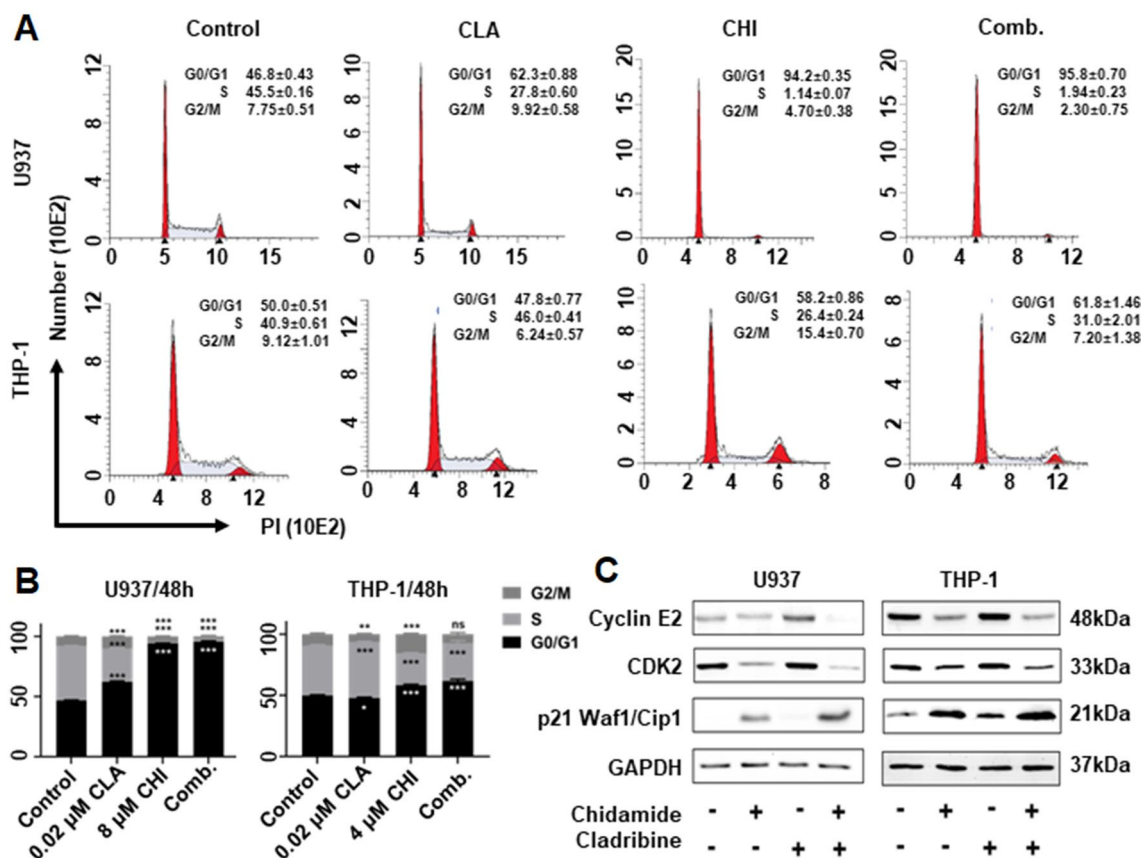 A
Control
CLA
CHI
Comb.
U937
THP-1
Number (10E2)
PI (10E2)
G0/G1 46.8±0.43
S 45.5±0.16
G2/M 7.75±0.51
12
8
4
0
0 5 10 15
G0/G1 62.3±0.88
S 27.8±0.60
G2/M 9.92±0.58
10
8
6
4
2
0
0 5 10 15
G0/G1 94.2±0.35
S 1.14±0.07
G2/M 4.70±0.38
20
15
10
5
0
0 4 8 12
G0/G1 95.8±0.70
S 1.94±0.23
G2/M 2.30±0.75
20
15
10
5
0
0 4 8 12
G0/G1 50.0±0.51
S 40.9±0.61
G2/M 9.12±1.01
12
8
4
0
0 4 8 12
G0/G1 47.8±0.77
S 46.0±0.41
G2/M 6.24±0.57
12
8
4
0
0 4 8 12
G0/G1 58.2±0.86
S 26.4±0.24
G2/M 15.4±0.70
10
8
6
4
2
0
0 2 4 6 8
G0/G1 61.8±1.46
S 31.0±2.01
G2/M 7.20±1.38
8
6
4
2
0
0 4 8 12
B
U937/48h
100
50
0
*** *** ***
*** *** ***
*** *** ***
Control
0.02 μM CLA
8 μM CHI
Comb.
THP-1/48h
100
50
0
** *** ns
*** *** ***
* *** ***
Control
0.02 μM CLA
4 μM CHI
Comb.
G2/M
S
G0/G1
C
U937 THP-1
Cyclin E2 48kDa
CDK2 33kDa
p21 Waf1/Cip1 21kDa
GAPDH 37kDa
Chidamide - + - + - + - +
Cladribine - - + + - - + +